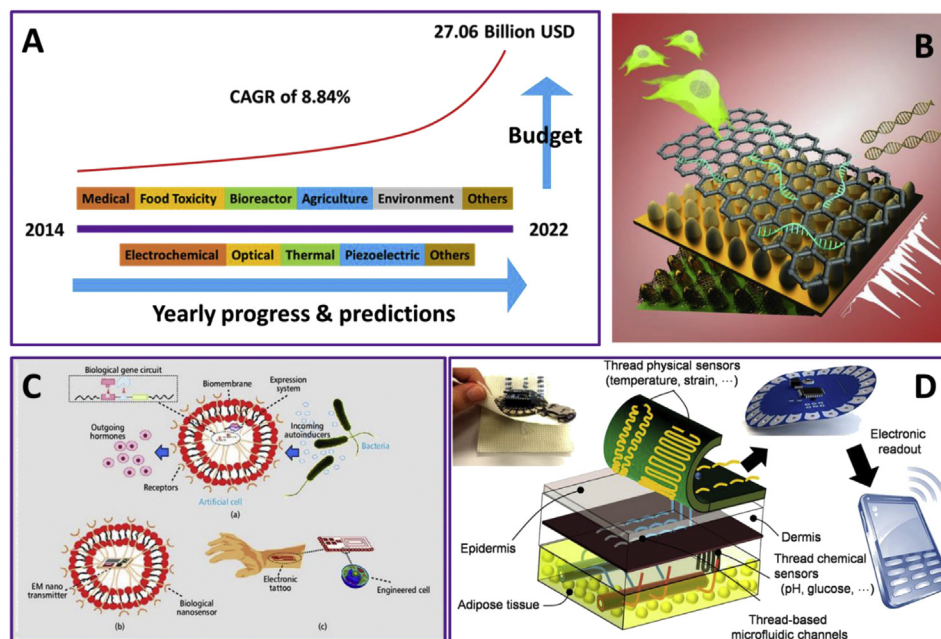 A
27.06 Billion USD
CAGR of 8.84%
Budget
Medical Food Toxicity Bioreactor Agriculture Environment Others
2014 2022
Electrochemical Optical Thermal Piezoelectric Others
Yearly progress & predictions
B
C
Biological gene circuit
Biomembrane
Expression
system
Outgoing
hormones
Incoming
autoinducers
Bacteria
Receptors
Artificial cell
(a)
EM nano
transmitter
Biological
nanosensor
(b)
Electronic
tattoo
Engineered cell
(c)
D
Thread physical sensors
(temperature, strain, ···)
Electronic
readout
Epidermis
Dermis
Adipose tissue
Thread chemical
sensors
(pH, glucose, ···)
Thread-based
microfluidic channels